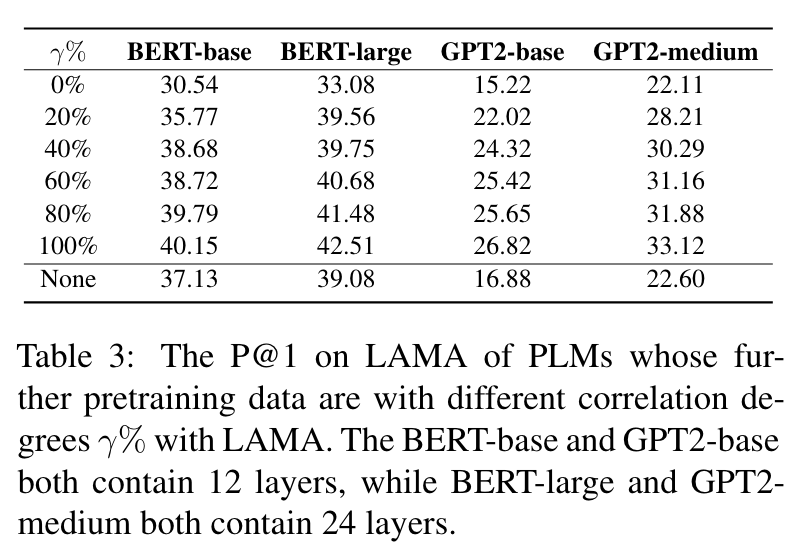 γ% BERT-base BERT-large GPT2-base GPT2-medium
0% 30.54 33.08 15.22 22.11
20% 35.77 39.56 22.02 28.21
40% 38.68 39.75 24.32 30.29
60% 38.72 40.68 25.42 31.16
80% 39.79 41.48 25.65 31.88
100% 40.15 42.51 26.82 33.12
None 37.13 39.08 16.88 22.60
Table 3: The P@1 on LAMA of PLMs whose fur-
ther pretraining data are with different correlation de-
grees γ% with LAMA. The BERT-base and GPT2-base
both contain 12 layers, while BERT-large and GPT2-
medium both contain 24 layers.